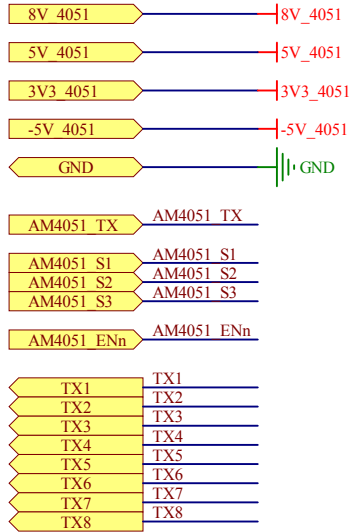 8V_4051 8V_4051
5V_4051 5V_4051
3V3_4051 3V3_4051
-5V_4051 -5V_4051
GND GND
AM4051_TX AM4051_TX
AM4051_S1 AM4051_S1
AM4051_S2 AM4051_S2
AM4051_S3 AM4051_S3
AM4051_ENn AM4051_ENn
TX1 TX1
TX2 TX2
TX3 TX3
TX4 TX4
TX5 TX5
TX6 TX6
TX7 TX7
TX8 TX8